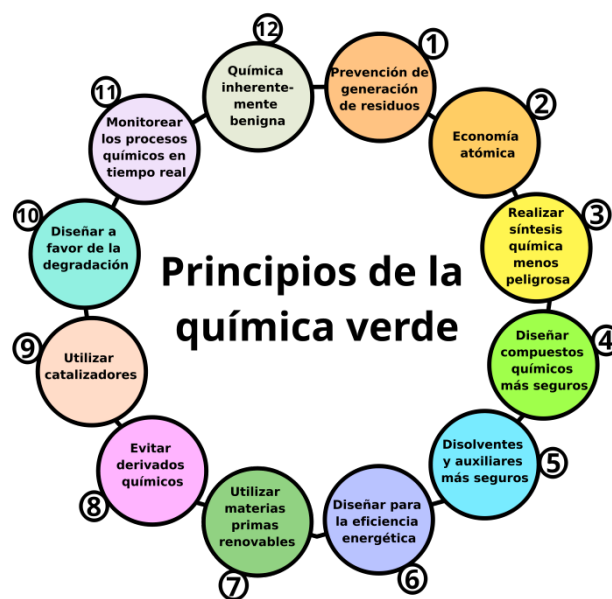 Principios de la
química verde
1
Prevención de
generación
de residuos
2
Economía
atómica
3
Realizar
síntesis
química
menos
peligrosa
4
Diseñar
compuestos
químicos
más seguros
5
Disolventes
y auxiliares
más seguros
6
Diseñar para
la eficiencia
energética
7
Utilizar
materias
primas
renovables
8
Evitar
derivados
químicos
9
Utilizar
catalizadores
10
Diseñar a
favor de la
degradación
11
Monitorear
los procesos
químicos en
tiempo real
12
Química
inherente-
mente
benigna